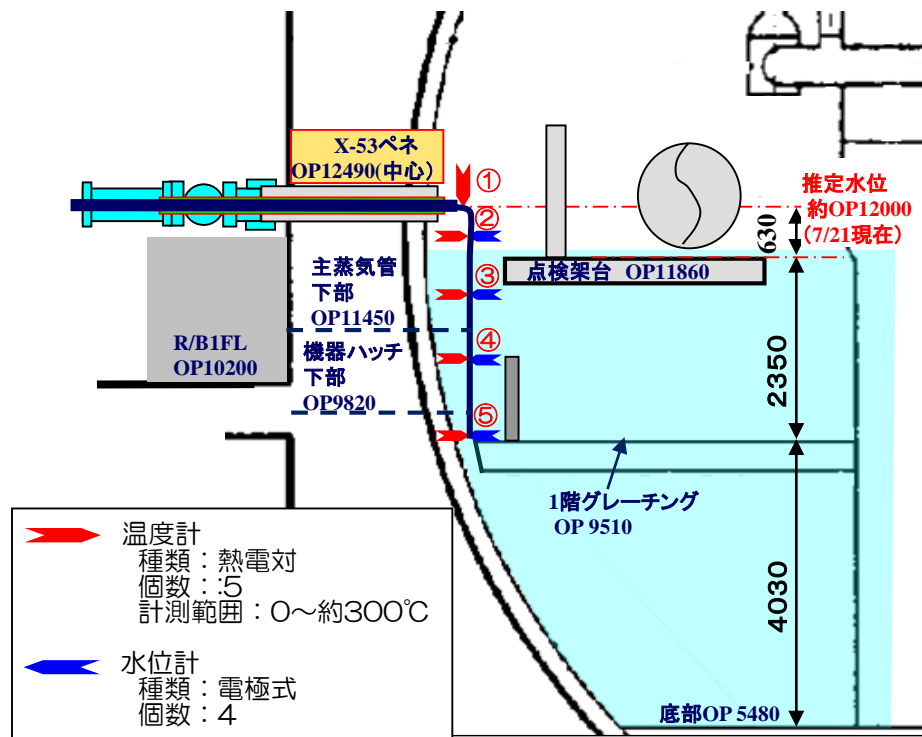 X-53ペネ
OP12490(中心)
①
②
③
④
⑤
推定水位
約OP12000
(7/21現在)
630
点検架台 OP11860
主蒸気管
下部
OP11450
R/B1FL
OP10200
機器ハッチ
下部
OP9820
2350
1階グレーチング
OP 9510
4030
底部OP 5480
温度計
種類：熱電対
個数：:5
計測範囲：0～約300℃
水位計
種類：電極式
個数：4